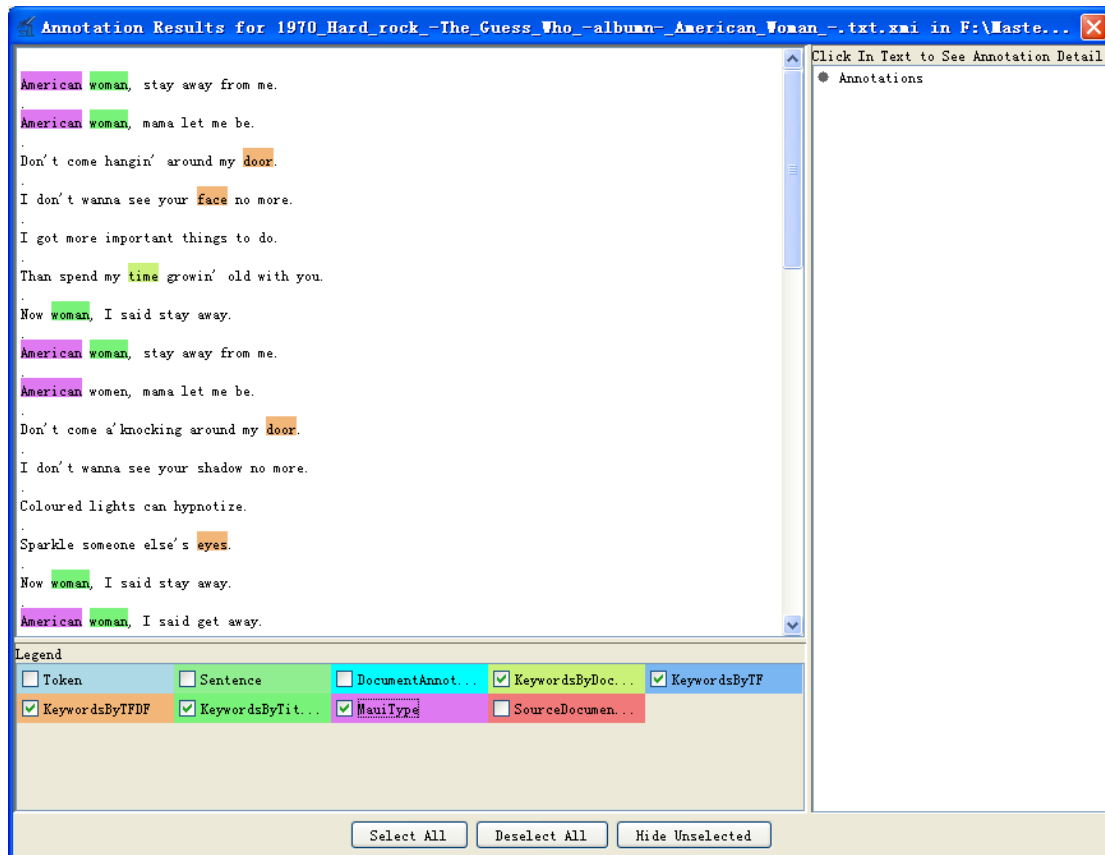 Annotation Results for 1970_Hard_rock_-The_Guess_Who_-albumn-_American_Woman_-.txt.xmi in F:\Maste...
American woman, stay away from me.
.
American woman, mama let me be.
.
Don't come hangin' around my door.
.
I don't wanna see your face no more.
.
I got more important things to do.
.
Than spend my time growin' old with you.
.
Now woman, I said stay away.
.
American woman, stay away from me.
.
American women, mama let me be.
.
Don't come a'knocking around my door.
.
I don't wanna see your shadow no more.
.
Coloured lights can hypnotize.
.
Sparkle someone else's eyes.
.
Now woman, I said stay away.
.
American woman, I said get away.
Click In Text to See Annotation Detail
Annotations
Legend
Token Sentence DocumentAnnot... KeywordsByDoc... KeywordsByTF
KeywordsByTFDF KeywordsByTit... MauiType SourceDocumen...
Select All Deselect All Hide Unselected